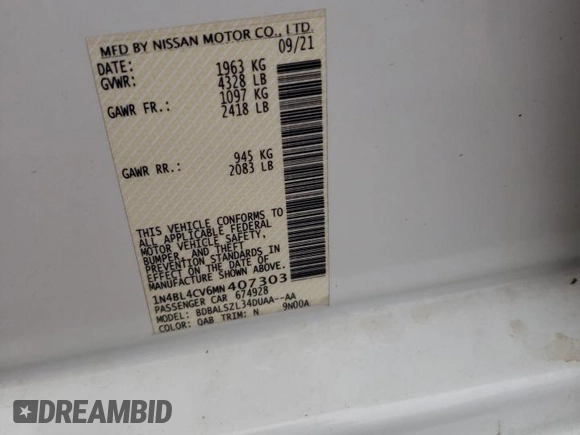 MFD BY NISSAN MOTOR CO., LTD.
DATE: 09/21
GVWR: 1963 KG
4328 LB
GAWR FR.: 1097 KG
2418 LB
GAWR RR.: 945 KG
2083 LB
THIS VEHICLE CONFORMS TO
ALL APPLICABLE FEDERAL
MOTOR VEHICLE SAFETY,
BUMPER, AND THEFT
PREVENTION STANDARDS IN
EFFECT ON THE DATE OF
MANUFACTURE SHOWN ABOVE.
1N4BL4CV6MN407303
PASSENGER CAR 674928
MODEL: BDBALSZL34DUAA--AA
COLOR: QAB TRIM: N 9N00A
DREAMBID